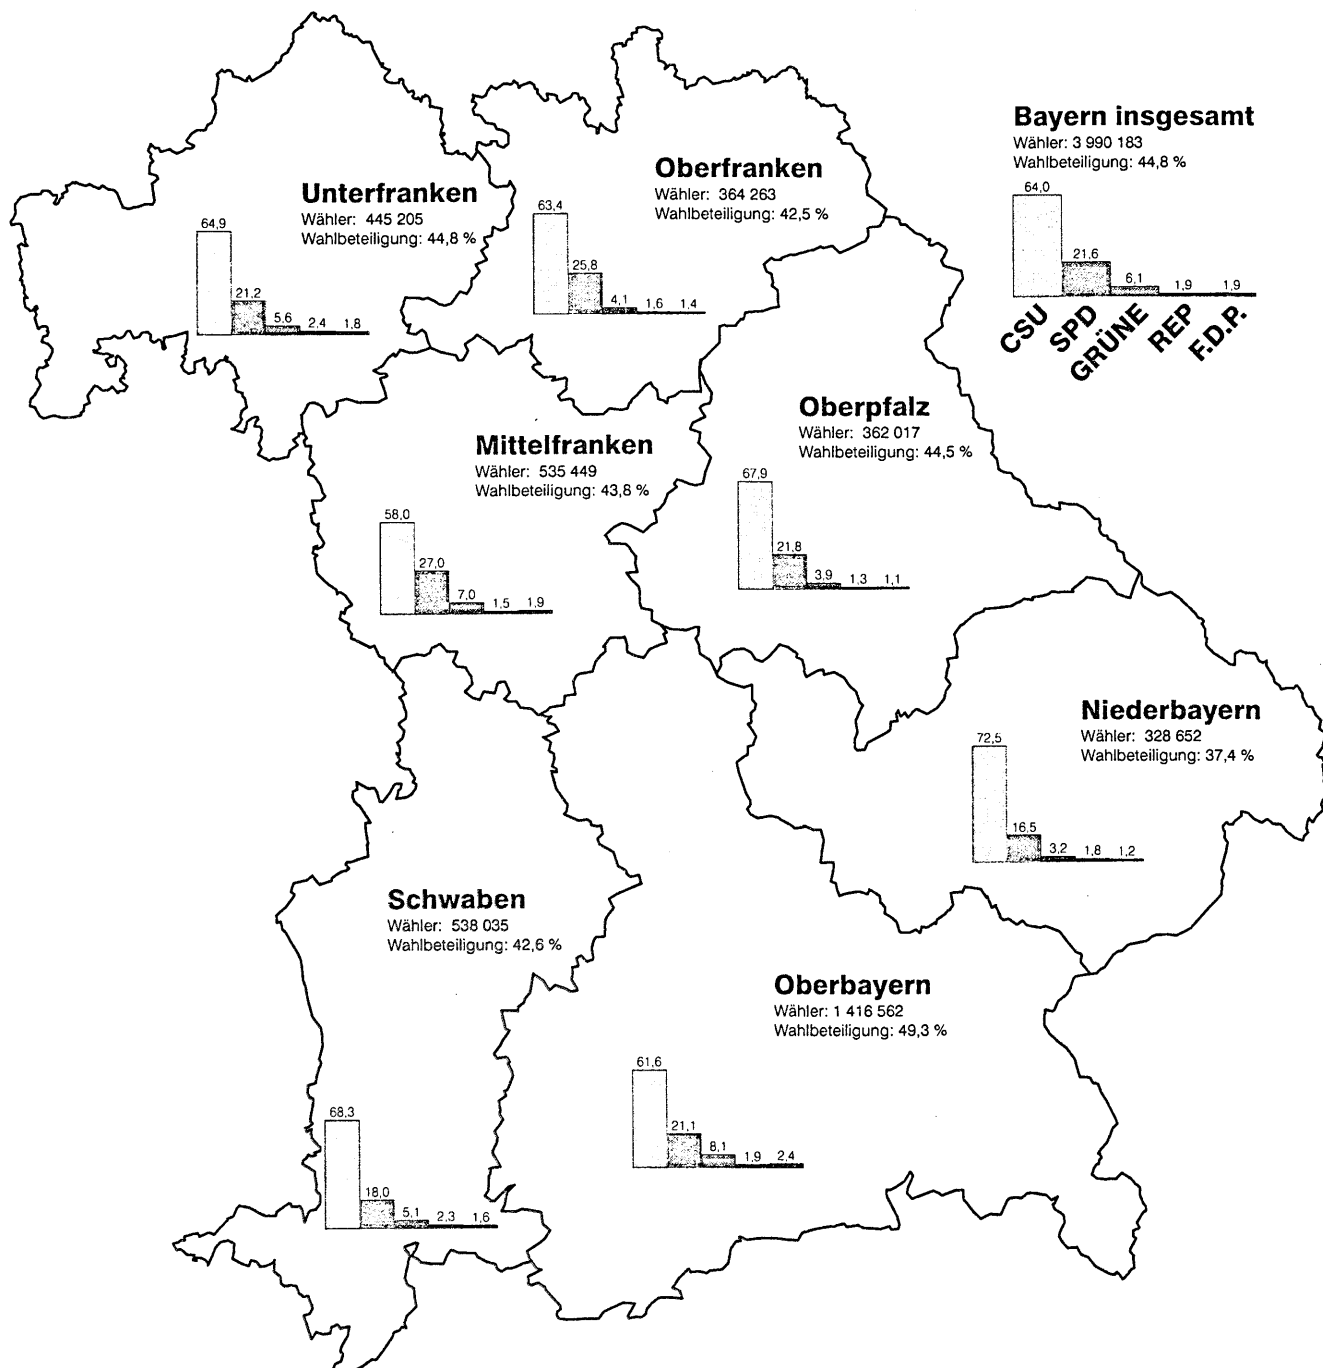 Bayern insgesamt
Wähler: 3 990 183
Wahlbeteiligung: 44,8 %
64,0
21,6
6,1
1,9
1,9
CSU
SPD
GRÜNE
REP
F.D.P.
Unterfranken
Wähler: 445 205
Wahlbeteiligung: 44,8 %
64,9
21,2
5,6
2,4
1,8
Oberfranken
Wähler: 364 263
Wahlbeteiligung: 42,5 %
63,4
25,8
4,1
1,6
1,4
Mittelfranken
Wähler: 535 449
Wahlbeteiligung: 43,8 %
58,0
27,0
7,0
1,5
1,9
Oberpfalz
Wähler: 362 017
Wahlbeteiligung: 44,5 %
67,9
21,8
3,9
1,3
1,1
Niederbayern
Wähler: 328 652
Wahlbeteiligung: 37,4 %
72,5
16,5
3,2
1,8
1,2
Schwaben
Wähler: 538 035
Wahlbeteiligung: 42,6 %
68,3
18,0
5,1
2,3
1,6
Oberbayern
Wähler: 1 416 562
Wahlbeteiligung: 49,3 %
61,6
21,1
8,1
1,9
2,4